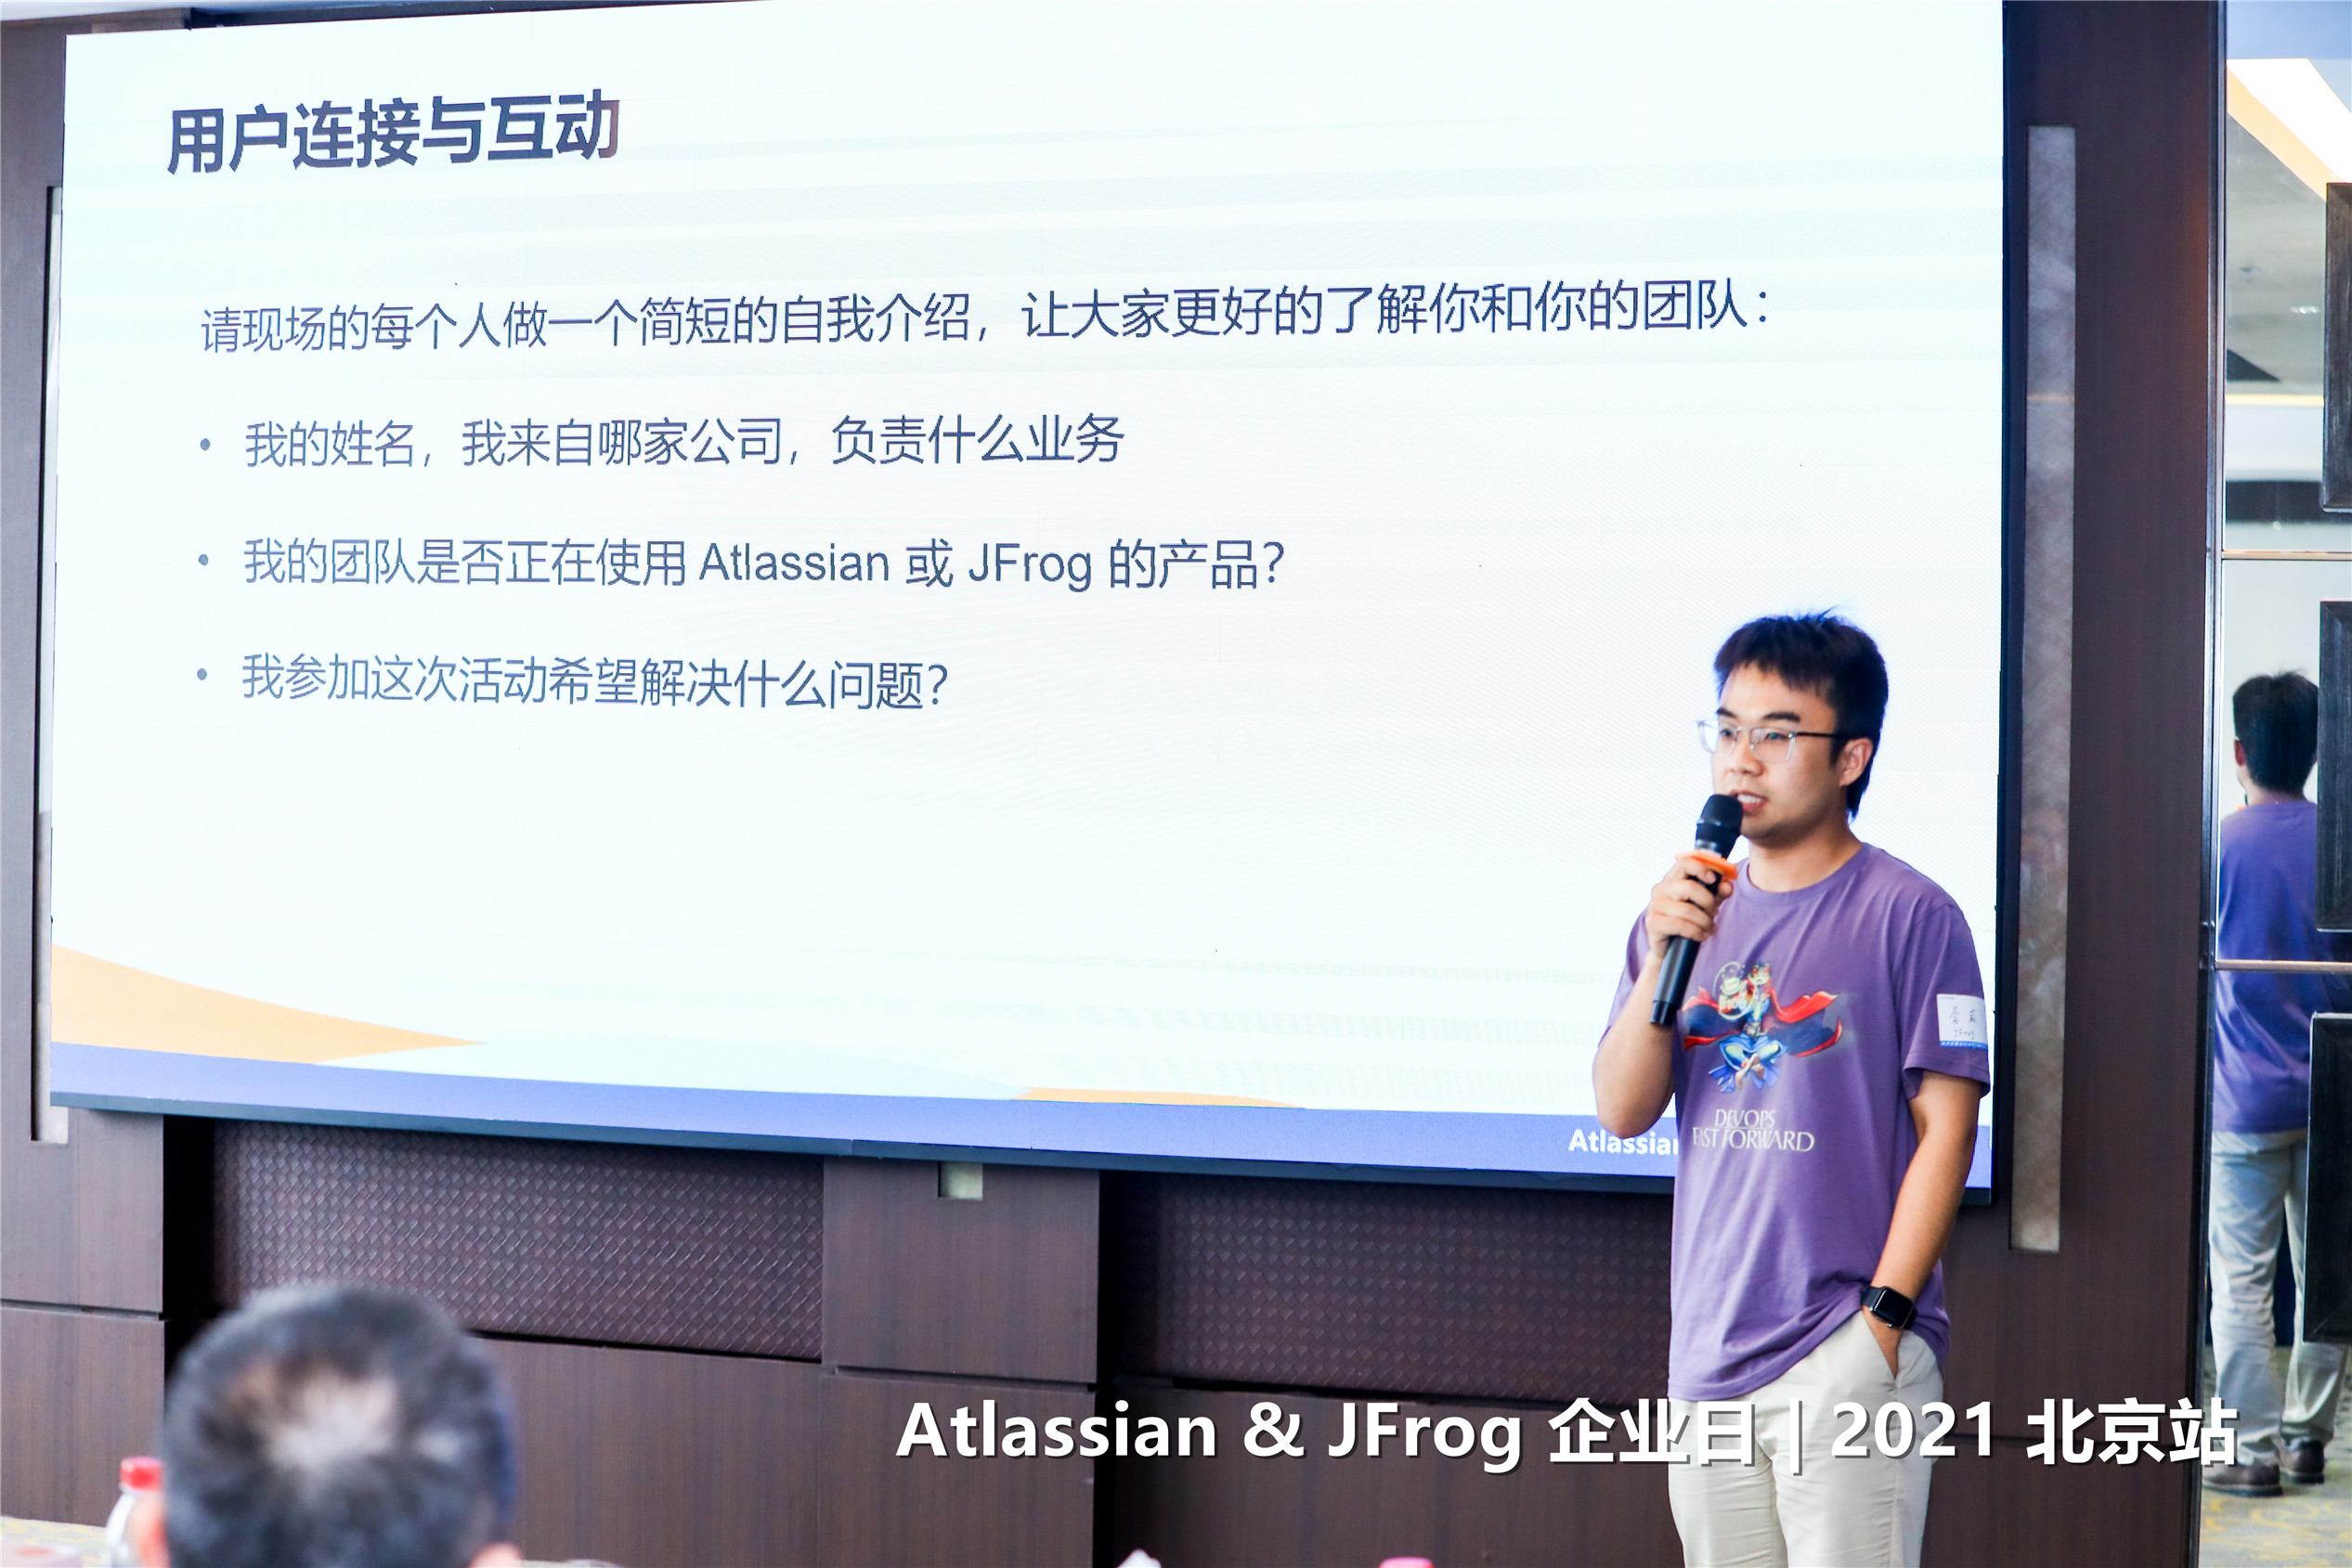 用户连接与互动
请现场的每个人做一个简短的自我介绍，让大家更好的了解你和你的团队：
• 我的姓名，我来自哪家公司，负责什么业务
• 我的团队是否正在使用 Atlassian 或 JFrog 的产品？
• 我参加这次活动希望解决什么问题？
Atlassian
DEVOPS
FAST FORWARD
Atlassian & JFrog 企业日 | 2021 北京站